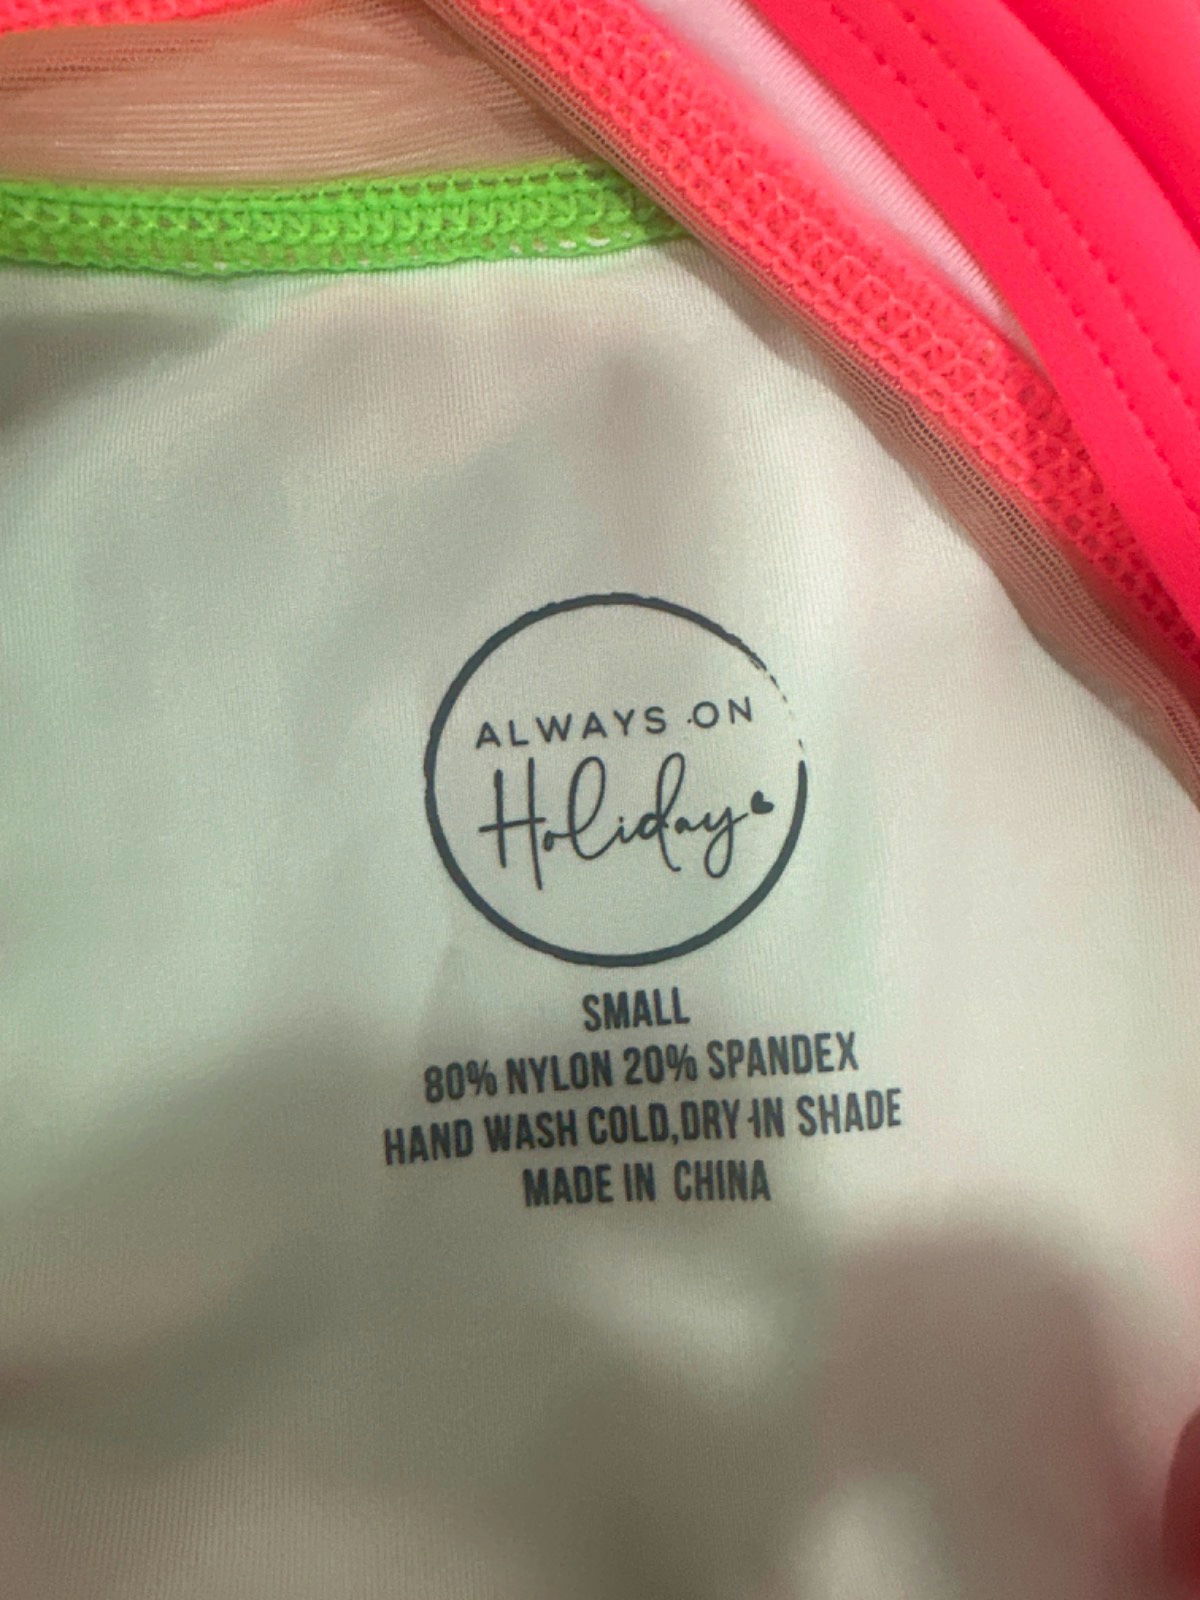 ALWAYS ON
Holiday
SMALL
80% NYLON 20% SPANDEX
HAND WASH COLD,DRY IN SHADE
MADE IN CHINA